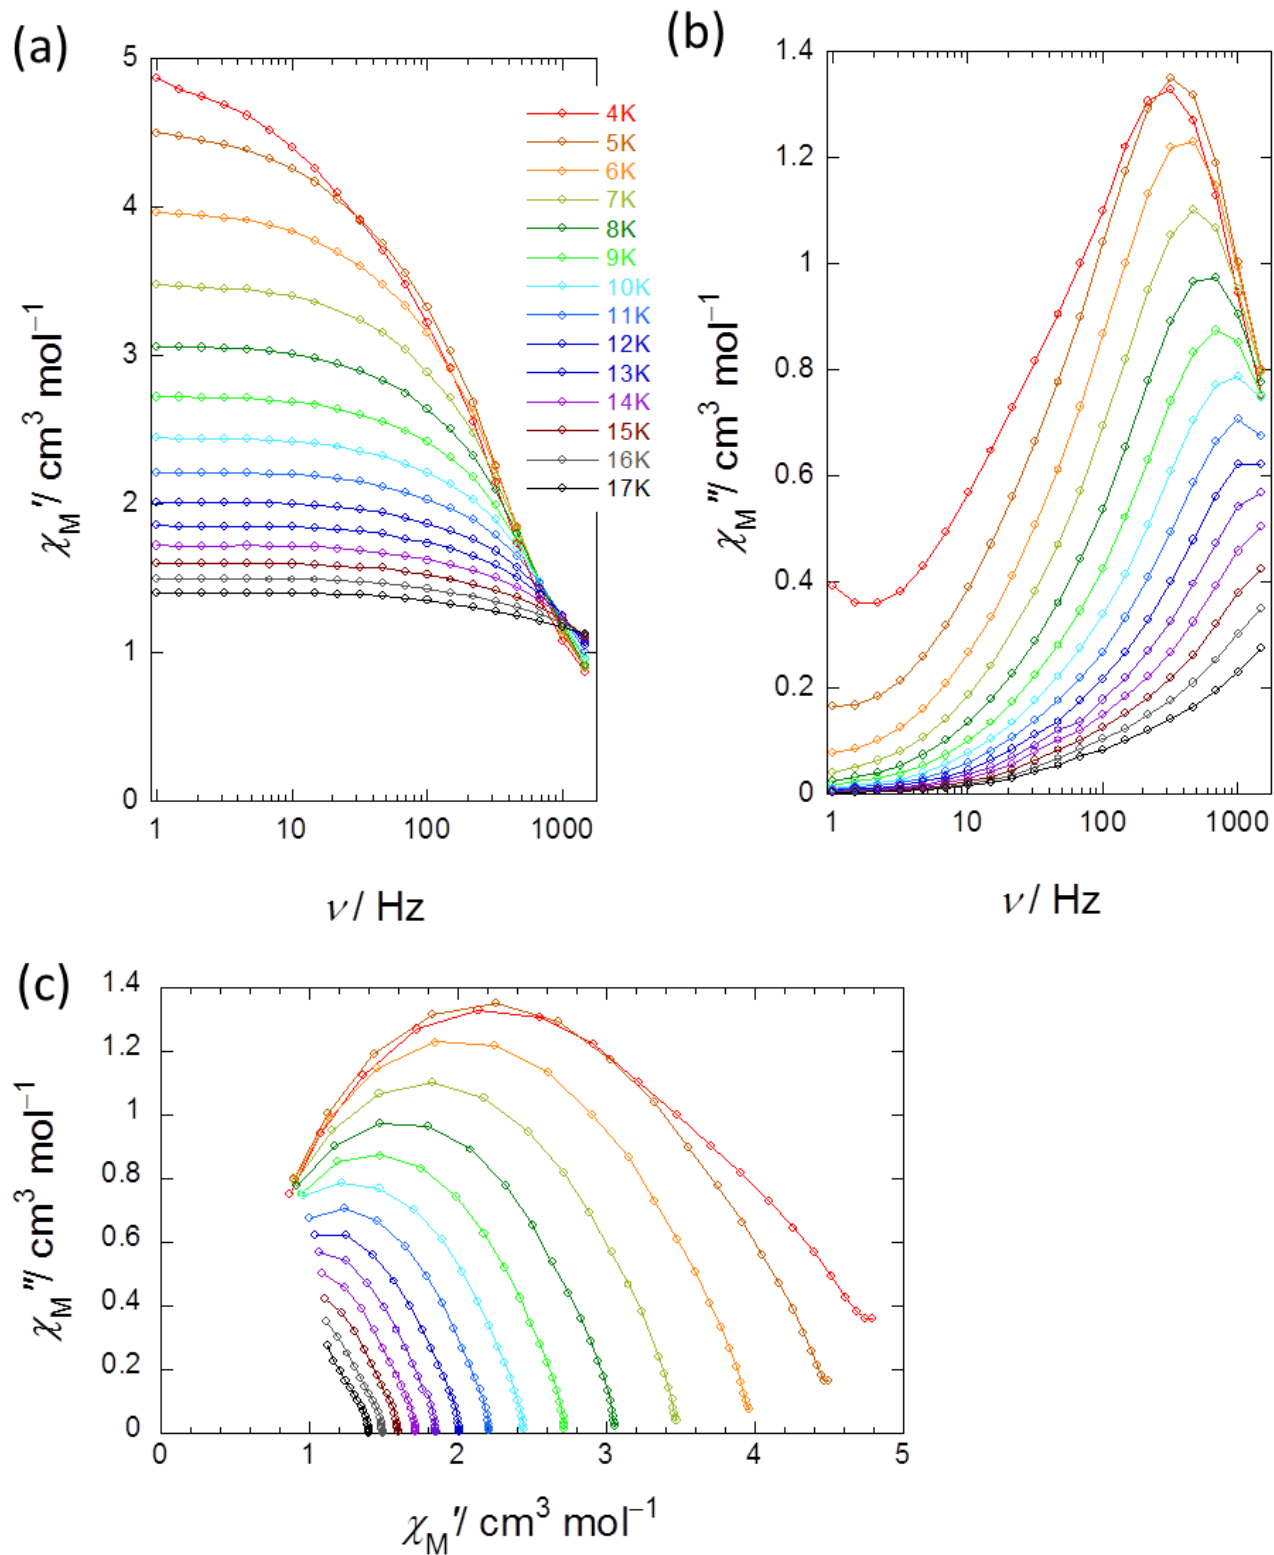 (a)
5
4
3
2
1
0
χM′/ cm³ mol⁻¹
1 10 100 1000
ν / Hz
4K
5K
6K
7K
8K
9K
10K
11K
12K
13K
14K
15K
16K
17K
(b)
1.4
1.2
1
0.8
0.6
0.4
0.2
0
χM″/ cm³ mol⁻¹
1 10 100 1000
ν / Hz
(c)
1.4
1.2
1
0.8
0.6
0.4
0.2
0
χM″/ cm³ mol⁻¹
0 1 2 3 4 5
χM′/ cm³ mol⁻¹